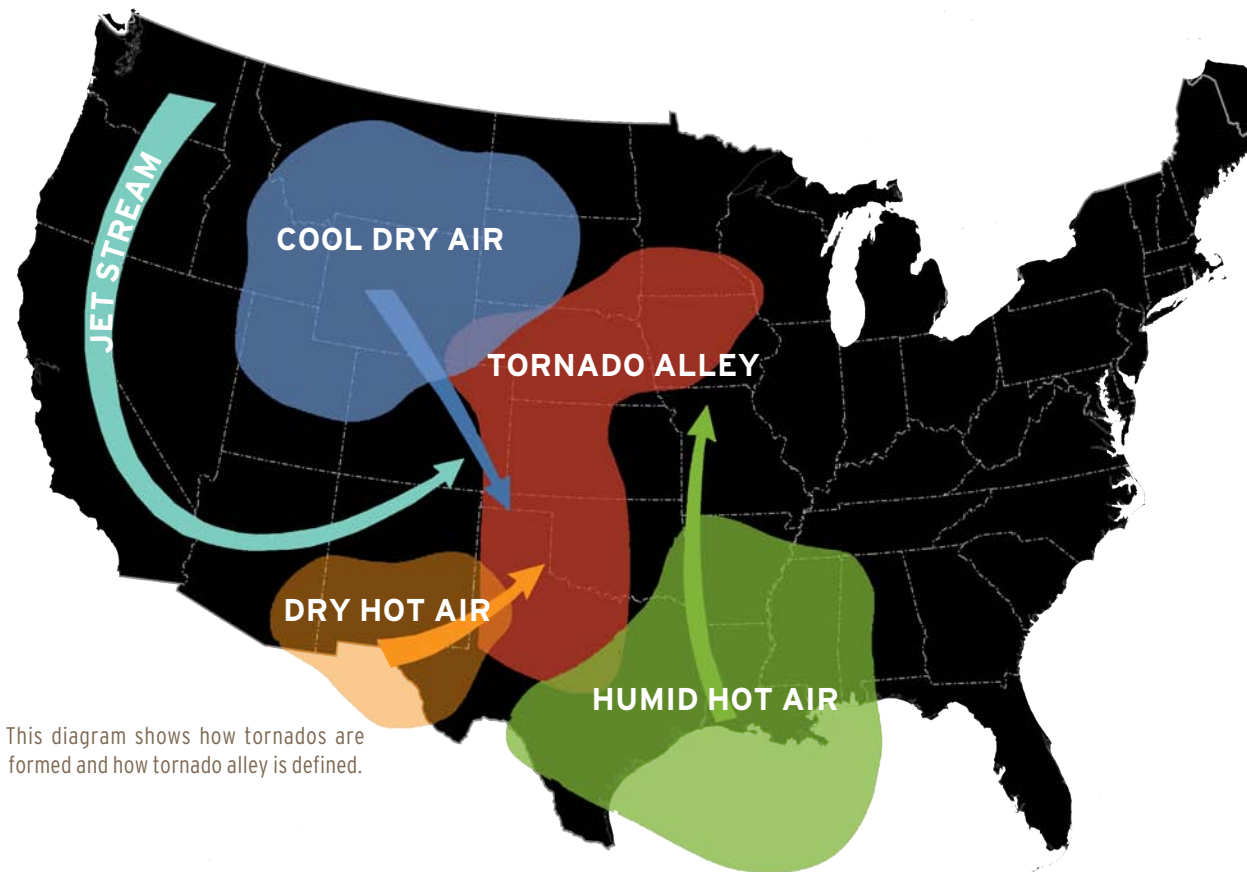 JET STREAM
COOL DRY AIR
TORNADO ALLEY
DRY HOT AIR
HUMID HOT AIR
This diagram shows how tornados are
formed and how tornado alley is defined.